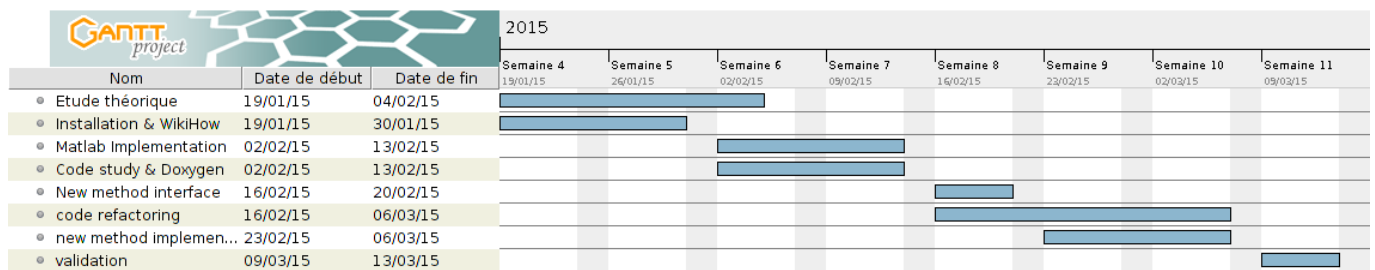 GANTT
project
2015
Semaine 4 Semaine 5 Semaine 6 Semaine 7 Semaine 8 Semaine 9 Semaine 10 Semaine 11
19/01/15 26/01/15 02/02/15 09/02/15 16/02/15 23/02/15 02/03/15 09/03/15
Nom Date de début Date de fin
Etude théorique 19/01/15 04/02/15
Installation & WikiHow 19/01/15 30/01/15
Matlab Implementation 02/02/15 13/02/15
Code study & Doxygen 02/02/15 13/02/15
New method interface 16/02/15 20/02/15
code refactoring 16/02/15 06/03/15
new method implemen... 23/02/15 06/03/15
validation 09/03/15 13/03/15